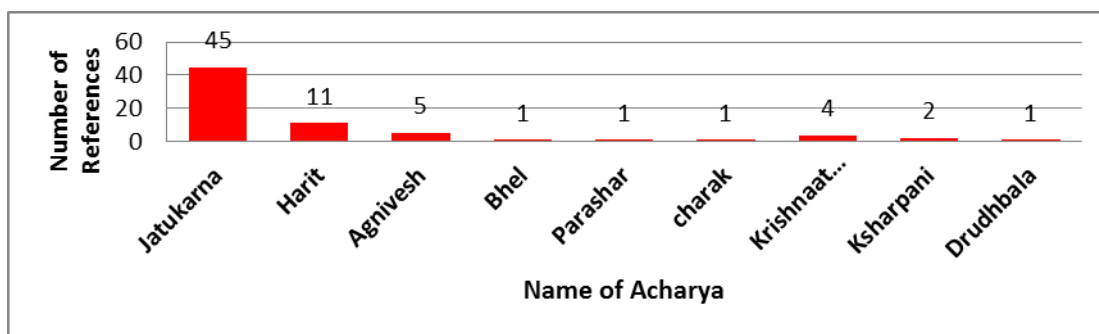 Number of
References
60
40
20
0
45
11
5
1
1
1
4
2
1
Jatukarna
Harit
Agnivesh
Bhel
Parashar
charak
Krishnaat...
Ksharpani
Drudhbala
Name of Acharya